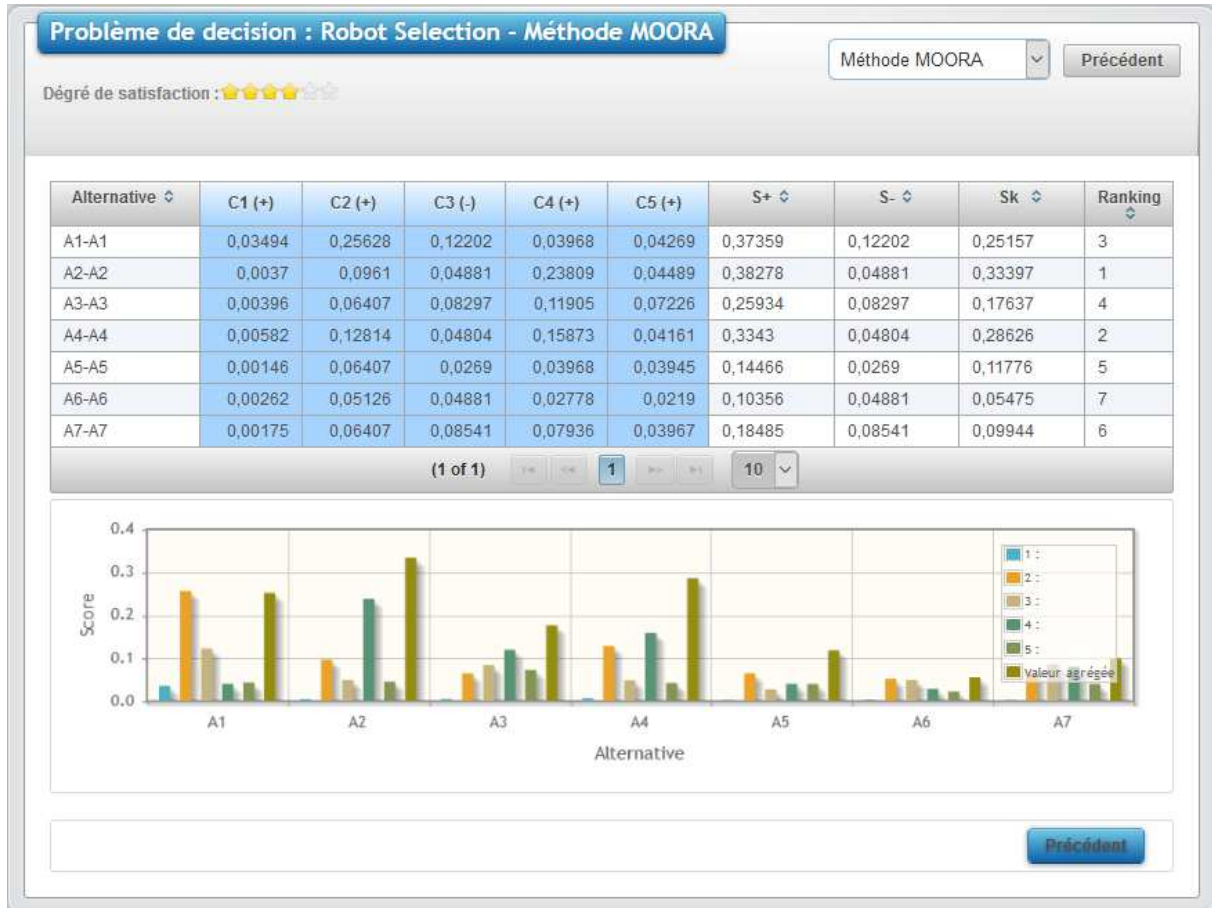 Problème de decision : Robot Selection - Méthode MOORA
Méthode MOORA Précédent
Dégré de satisfaction :
Alternative C1 (+) C2 (+) C3 (-) C4 (+) C5 (+) S+ S- Sk Ranking
A1-A1 0,03494 0,25628 0,12202 0,03968 0,04269 0,37359 0,12202 0,25157 3
A2-A2 0,0037 0,0961 0,04881 0,23809 0,04489 0,38278 0,04881 0,33397 1
A3-A3 0,00396 0,06407 0,08297 0,11905 0,07226 0,25934 0,08297 0,17637 4
A4-A4 0,00582 0,12814 0,04804 0,15873 0,04161 0,3343 0,04804 0,28626 2
A5-A5 0,00146 0,06407 0,0269 0,03968 0,03945 0,14466 0,0269 0,11776 5
A6-A6 0,00262 0,05126 0,04881 0,02778 0,0219 0,10356 0,04881 0,05475 7
A7-A7 0,00175 0,06407 0,08541 0,07936 0,03967 0,18485 0,08541 0,09944 6
(1 of 1) 1 10
0.4
0.3
0.2
0.1
0.0
Score
1 :
2 :
3 :
4 :
5 :
Valeur agrégée
A1 A2 A3 A4 A5 A6 A7
Alternative
Précédent